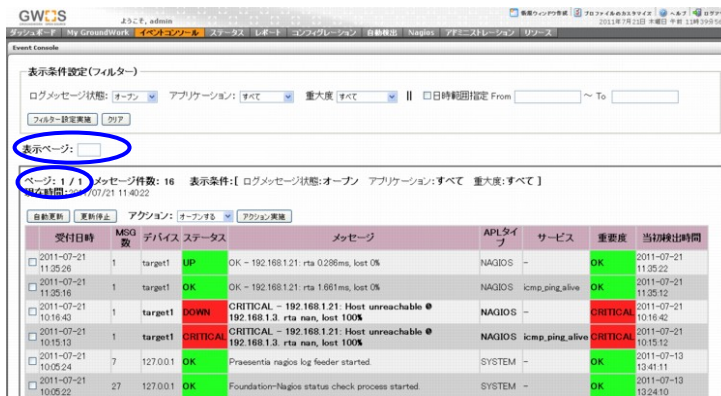 GWOS
ようこそ, admin
新規ウィンドウ作成 プロファイルのカスタマイズ ヘルプ
2011年7月21日 木曜日 午前 11時39分
ダッシュボード My GroundWork イベントコンソール ステータス レポート コンフィグレーション 自動検出 Nagios アドミニストレーション リソース
Event Console
表示条件設定(フィルター)
ログメッセージ状態: オープン アプリケーション: すべて 重大度 すべて || 日時範囲指定 From ～ To
フィルター設定実施 クリア
表示ページ:
ページ: 1 / 1 メッセージ件数: 16 表示条件:[ ログメッセージ状態:オープン アプリケーション:すべて 重大度:すべて ]
現在時間: 2011/07/21 11:40:22
自動更新 更新停止 アクション: オープンする アクション実施
受付日時 MSG数 デバイス ステータス メッセージ APLタイプ サービス 重要度 当初検出時間
2011-07-21 11:35:26 1 target1 UP OK - 192.168.1.21: rta 0.286ms, lost 0% NAGIOS - OK 2011-07-21 11:35:22
2011-07-21 11:35:16 1 target1 OK OK - 192.168.1.21: rta 1.661ms, lost 0% NAGIOS icmp_ping_alive OK 2011-07-21 11:35:12
2011-07-21 10:16:43 1 target1 DOWN CRITICAL - 192.168.1.21: Host unreachable @ 192.168.1.3. rta nan, lost 100% NAGIOS - CRITICAL 2011-07-21 10:16:42
2011-07-21 10:15:13 1 target1 CRITICAL CRITICAL - 192.168.1.21: Host unreachable @ 192.168.1.3. rta nan, lost 100% NAGIOS icmp_ping_alive CRITICAL 2011-07-21 10:15:12
2011-07-21 10:05:24 7 127.0.0.1 OK Praesentia nagios log feeder started. SYSTEM - OK 2011-07-13 13:41:11
2011-07-21 10:05:22 27 127.0.0.1 OK Foundation-Nagios status check process started. SYSTEM - OK 2011-07-13 13:24:10